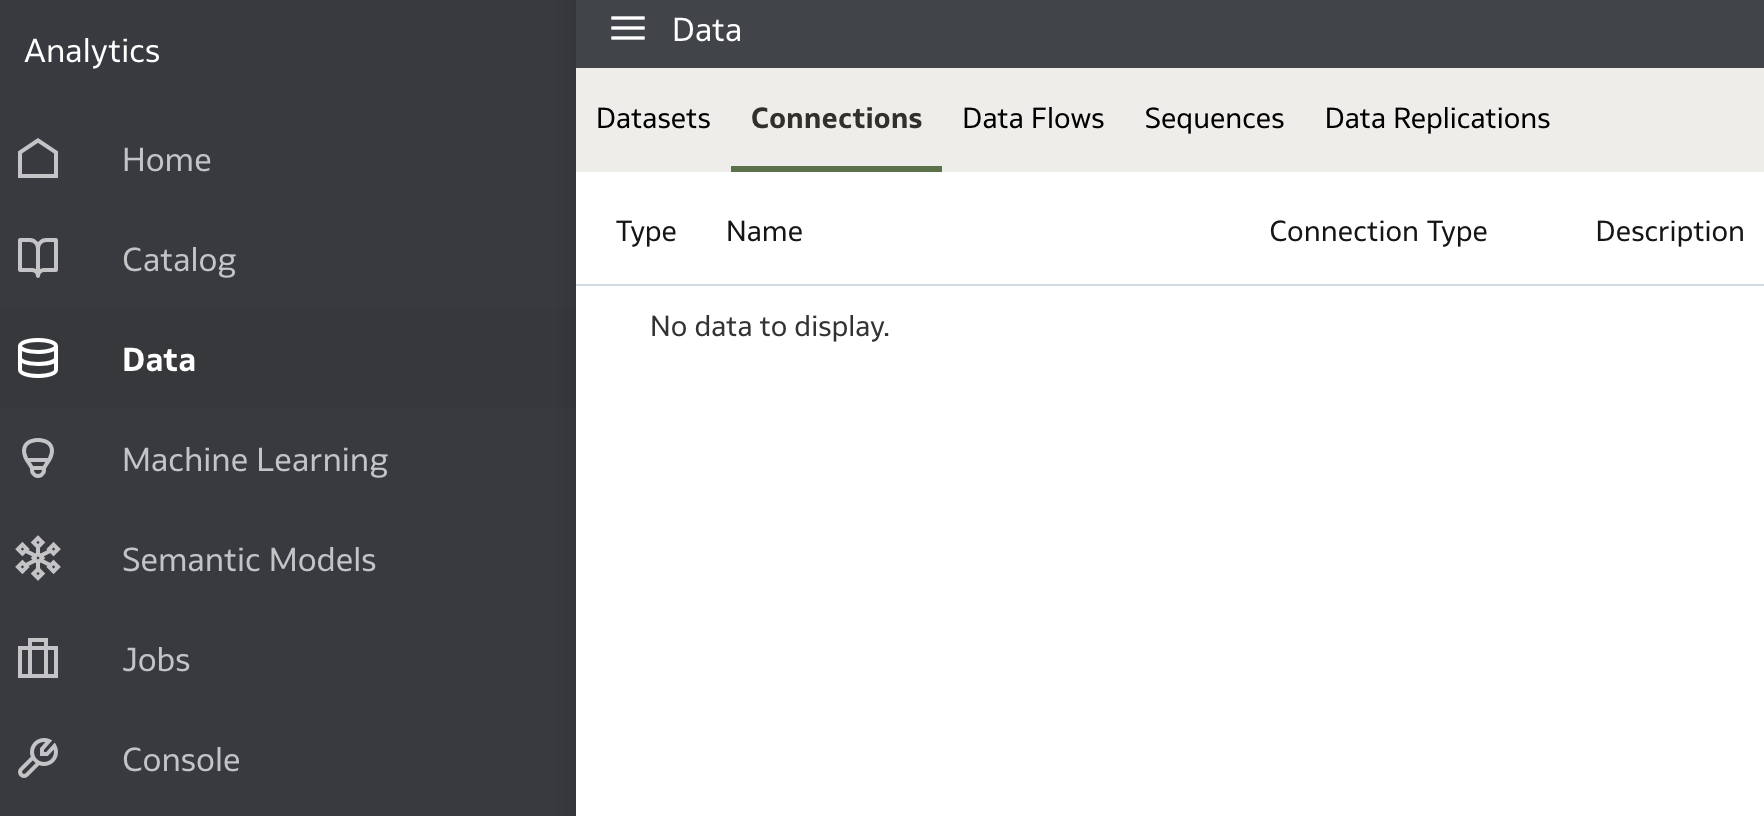 Analytics
Home
Catalog
Data
Machine Learning
Semantic Models
Jobs
Console
Data
Datasets Connections Data Flows Sequences Data Replications
Type Name Connection Type Description
No data to display.